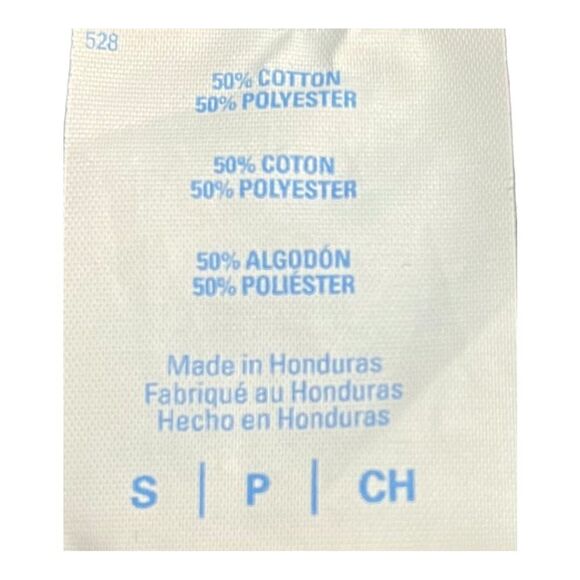 528
50% COTTON
50% POLYESTER
50% COTON
50% POLYESTER
50% ALGODÓN
50% POLIÉSTER
Made in Honduras
Fabriqué au Honduras
Hecho en Honduras
S | P | CH